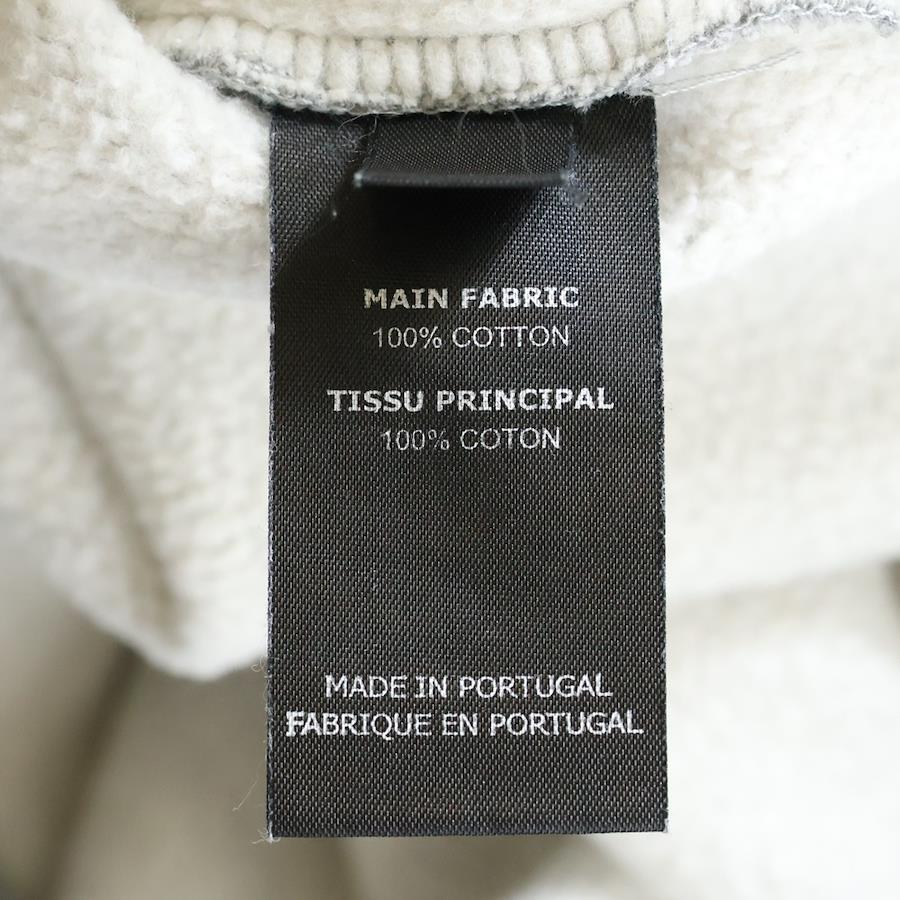 MAIN FABRIC
100% COTTON
TISSU PRINCIPAL
100% COTON
MADE IN PORTUGAL
FABRIQUE EN PORTUGAL